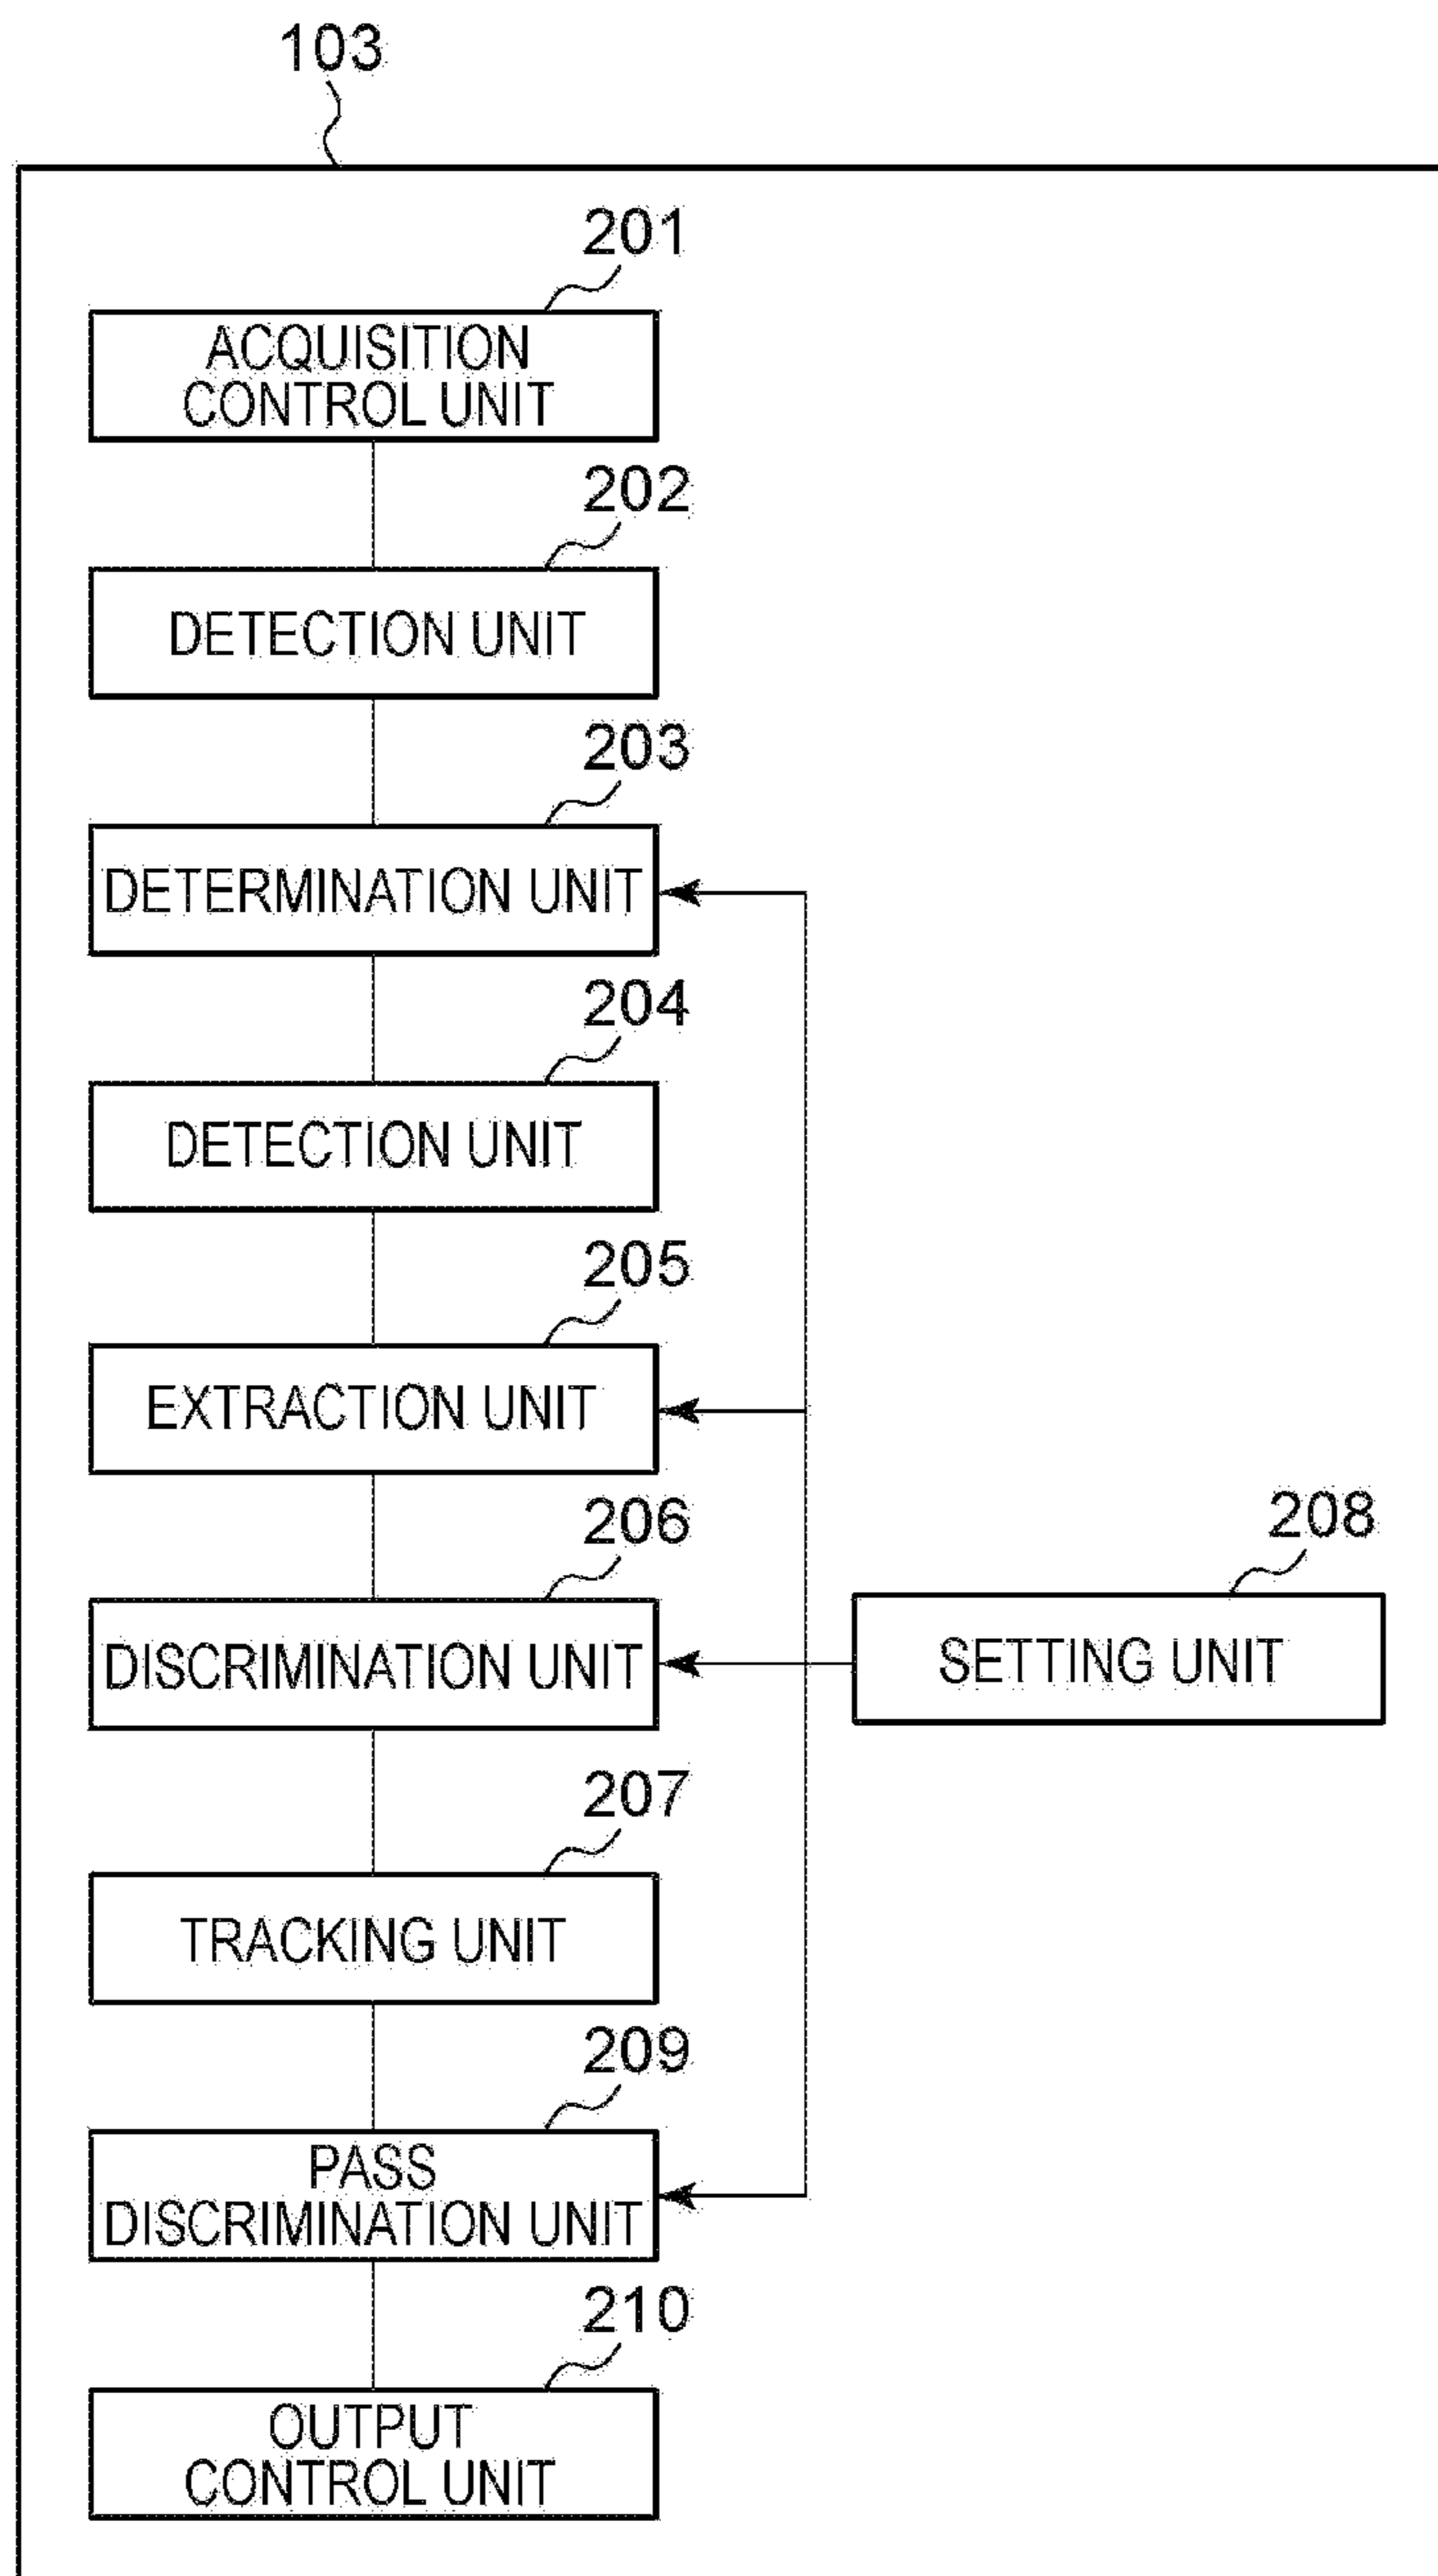 103
201
ACQUISITION
CONTROL UNIT
202
DETECTION UNIT
203
DETERMINATION UNIT
204
DETECTION UNIT
205
EXTRACTION UNIT
206
DISCRIMINATION UNIT
208
SETTING UNIT
207
TRACKING UNIT
209
PASS
DISCRIMINATION UNIT
210
OUTPUT
CONTROL UNIT